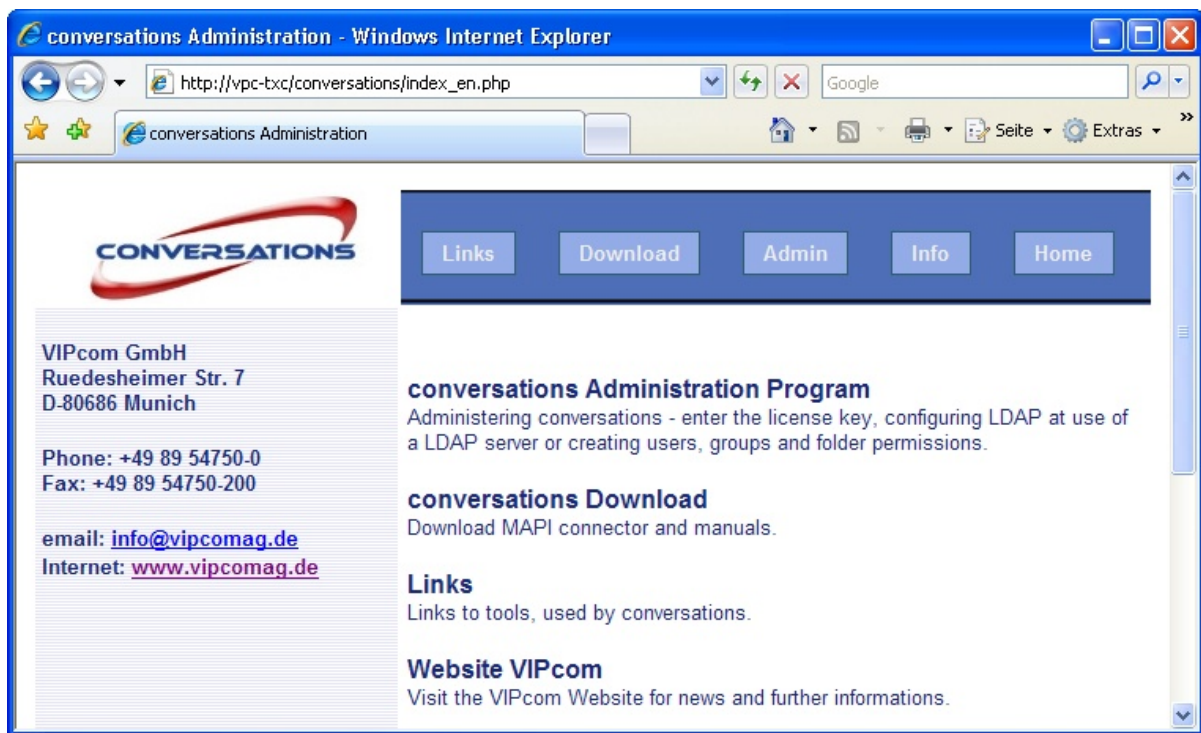 conversations Administration - Windows Internet Explorer
http://vpc-txc/conversations/index_en.php
Google
conversations Administration
Seite
Extras
»
CONVERSATIONS
Links Download Admin Info Home
VIPcom GmbH
Ruedesheimer Str. 7
D-80686 Munich
Phone: +49 89 54750-0
Fax: +49 89 54750-200
email: info@vipcomag.de
Internet: www.vipcomag.de
conversations Administration Program
Administering conversations - enter the license key, configuring LDAP at use of
a LDAP server or creating users, groups and folder permissions.
conversations Download
Download MAPI connector and manuals.
Links
Links to tools, used by conversations.
Website VIPcom
Visit the VIPcom Website for news and further informations.